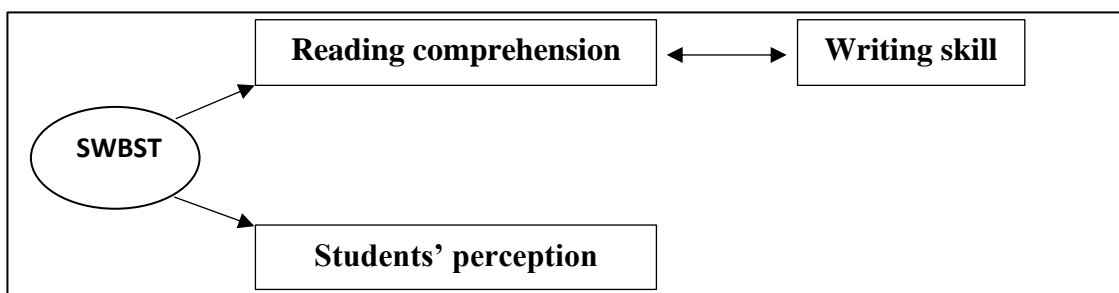 Reading comprehension
Writing skill
SWBST
Students’ perception